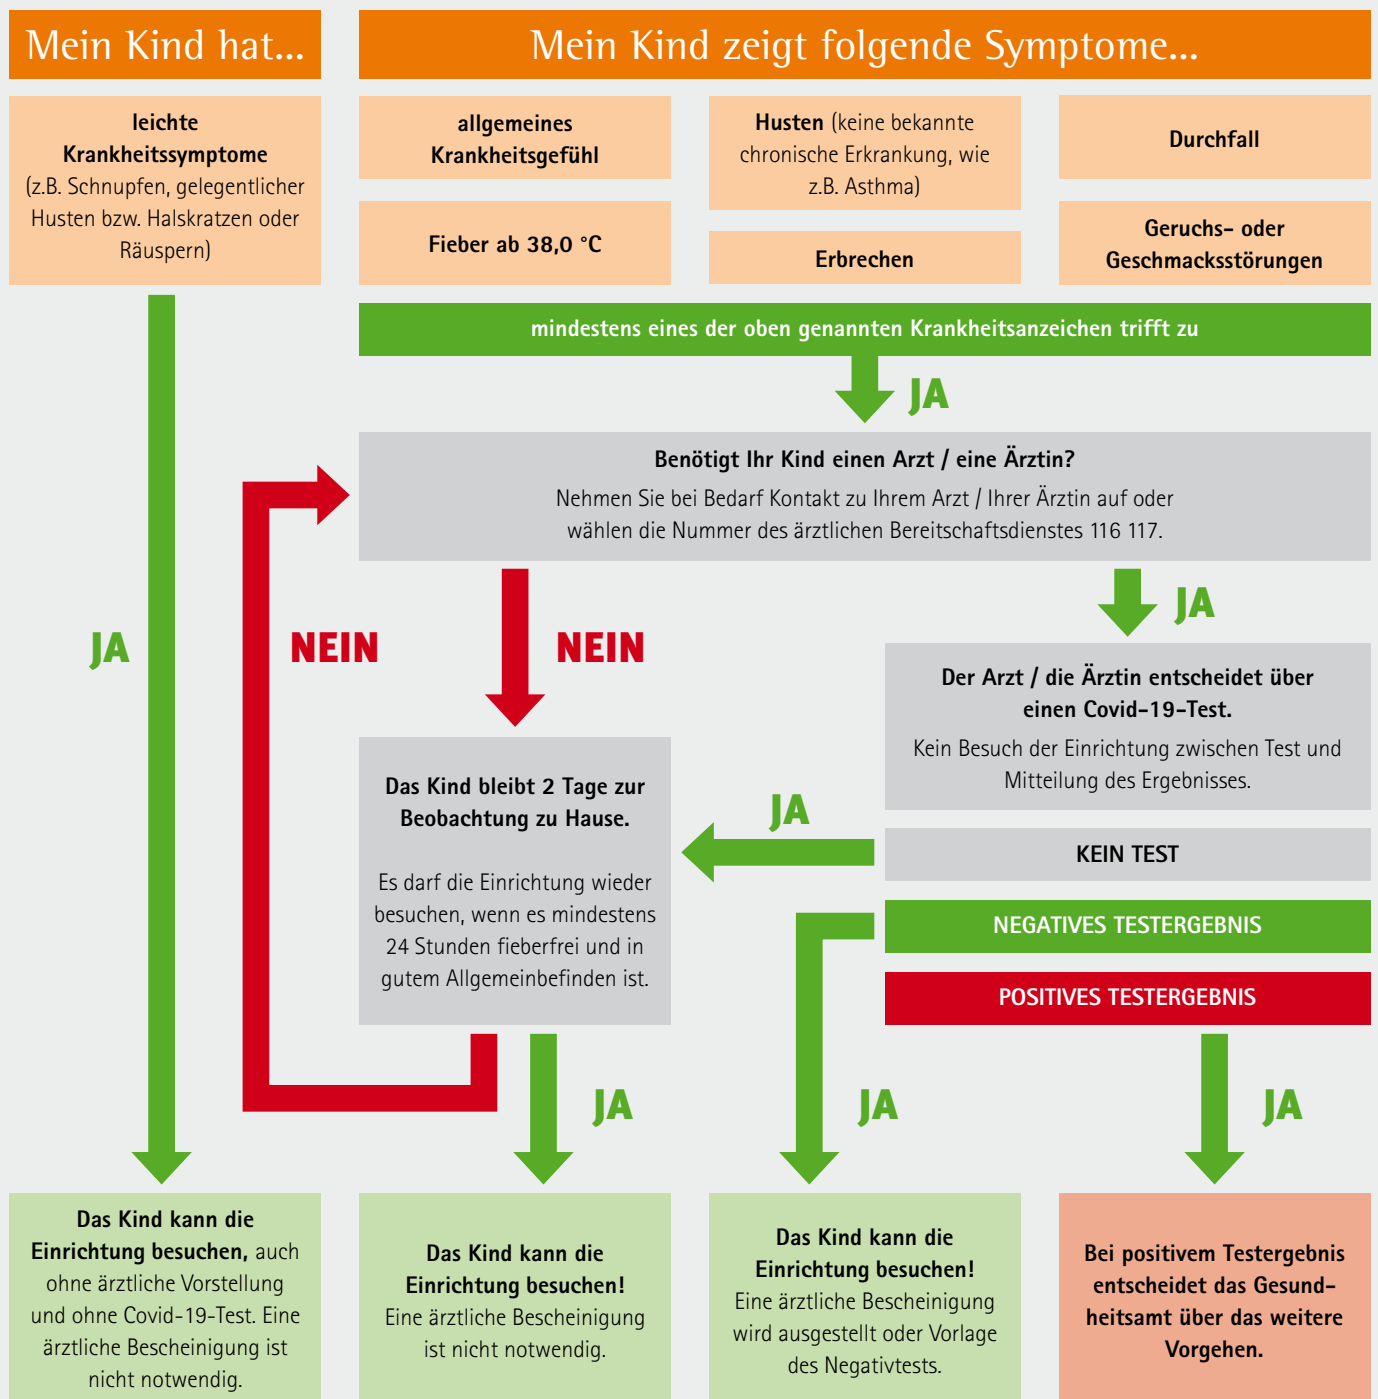 Mein Kind hat...
leichte
Krankheitssymptome
(z.B. Schnupfen, gelegentlicher
Husten bzw. Halskratzen oder
Räuspern)
Mein Kind zeigt folgende Symptome...
allgemeines
Krankheitsgefühl
Husten (keine bekannte
chronische Erkrankung, wie
z.B. Asthma)
Durchfall
Fieber ab 38,0 °C
Erbrechen
Geruchs- oder
Geschmacksstörungen
mindestens eines der oben genannten Krankheitsanzeichen trifft zu
JA
Benötigt Ihr Kind einen Arzt / eine Ärztin?
Nehmen Sie bei Bedarf Kontakt zu Ihrem Arzt / Ihrer Ärztin auf oder
wählen die Nummer des ärztlichen Bereitschaftsdienstes 116 117.
JA
NEIN
NEIN
JA
Der Arzt / die Ärztin entscheidet über
einen Covid-19-Test.
Kein Besuch der Einrichtung zwischen Test und
Mitteilung des Ergebnisses.
Das Kind bleibt 2 Tage zur
Beobachtung zu Hause.
Es darf die Einrichtung wieder
besuchen, wenn es mindestens
24 Stunden fieberfrei und in
gutem Allgemeinbefinden ist.
JA
KEIN TEST
NEGATIVES TESTERGEBNIS
POSITIVES TESTERGEBNIS
JA
JA
JA
Das Kind kann die
Einrichtung besuchen, auch
ohne ärztliche Vorstellung
und ohne Covid-19-Test. Eine
ärztliche Bescheinigung ist
nicht notwendig.
Das Kind kann die
Einrichtung besuchen!
Eine ärztliche Bescheinigung
ist nicht notwendig.
Das Kind kann die
Einrichtung besuchen!
Eine ärztliche Bescheinigung
wird ausgestellt oder Vorlage
des Negativtests.
Bei positivem Testergebnis
entscheidet das Gesund-
heitsamt über das weitere
Vorgehen.